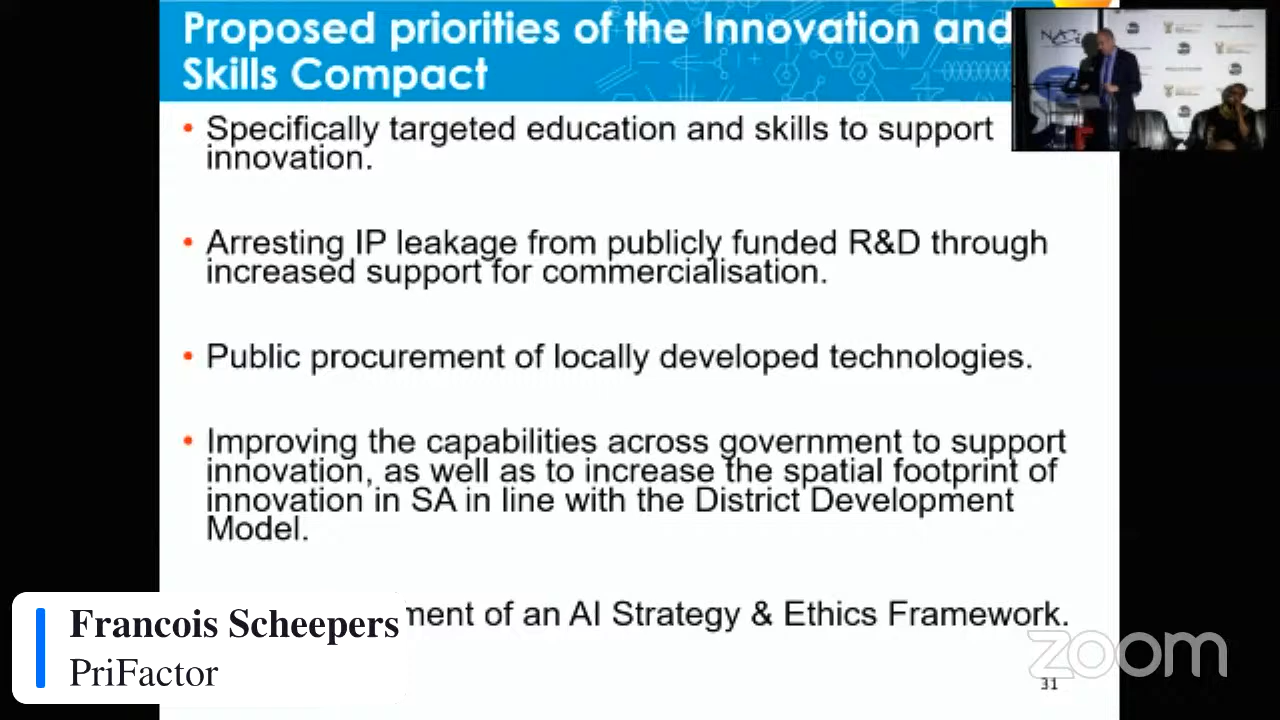 Proposed priorities of the Innovation and
Skills Compact
NACI
• Specifically targeted education and skills to support
innovation.
• Arresting IP leakage from publicly funded R&D through
increased support for commercialisation.
• Public procurement of locally developed technologies.
• Improving the capabilities across government to support
innovation, as well as to increase the spatial footprint of
innovation in SA in line with the District Development
Model.
ment of an AI Strategy & Ethics Framework.
Francois Scheepers
PriFactor
zoom
31